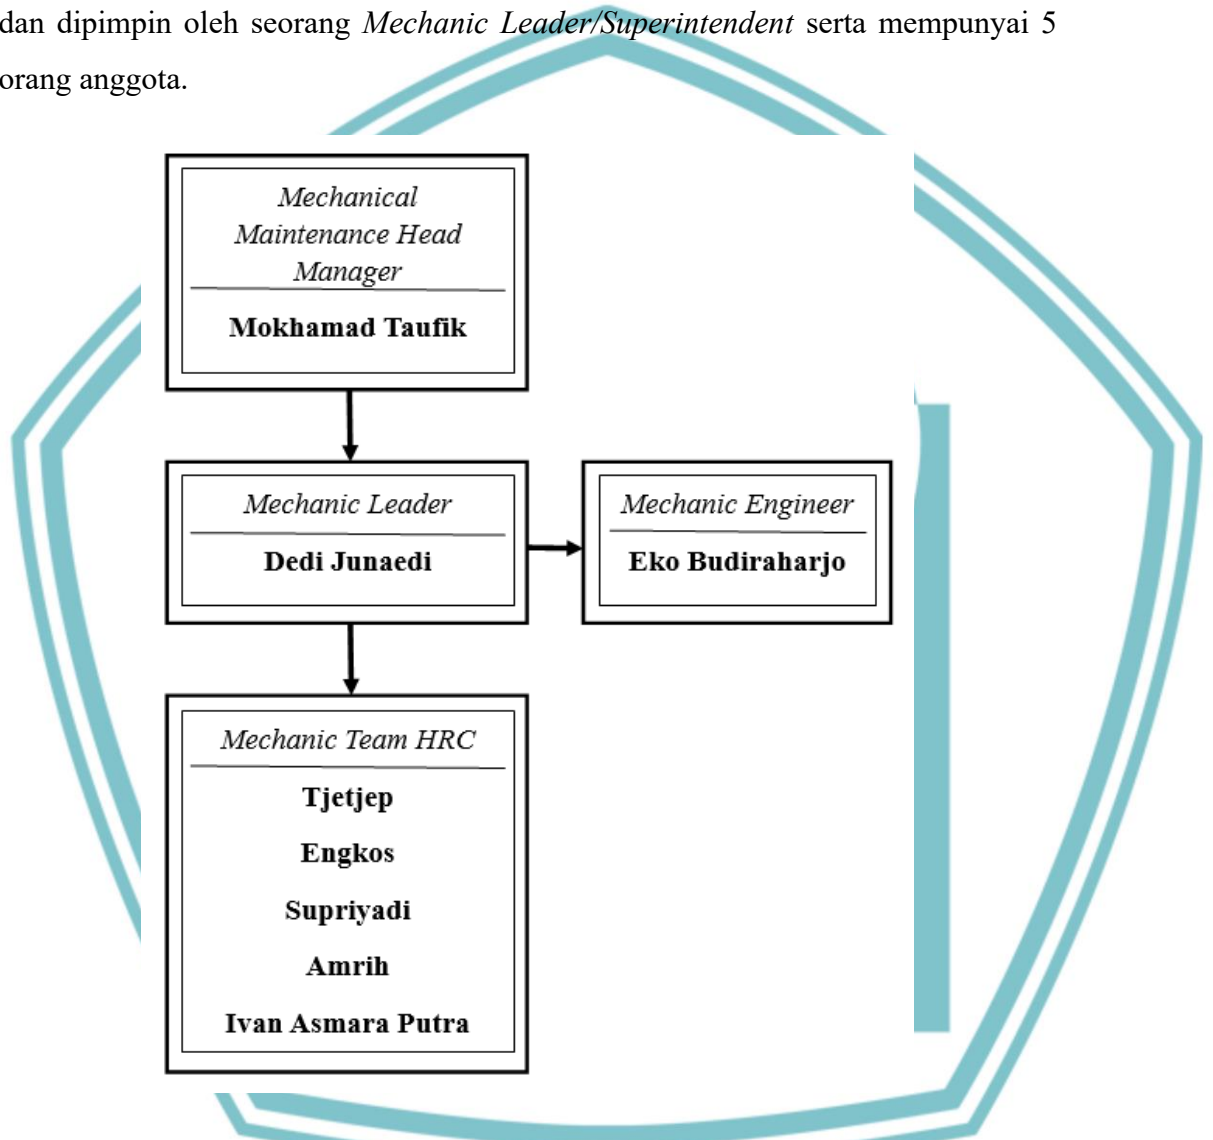 dan dipimpin oleh seorang Mechanic Leader/Superintendent serta mempunyai 5
orang anggota.
Mechanical
Maintenance Head
Manager
Mokhamad Taufik
Mechanic Leader
Dedi Junaedi
Mechanic Engineer
Eko Budiraharjo
Mechanic Team HRC
Tjetjep
Engkos
Supriyadi
Amrih
Ivan Asmara Putra